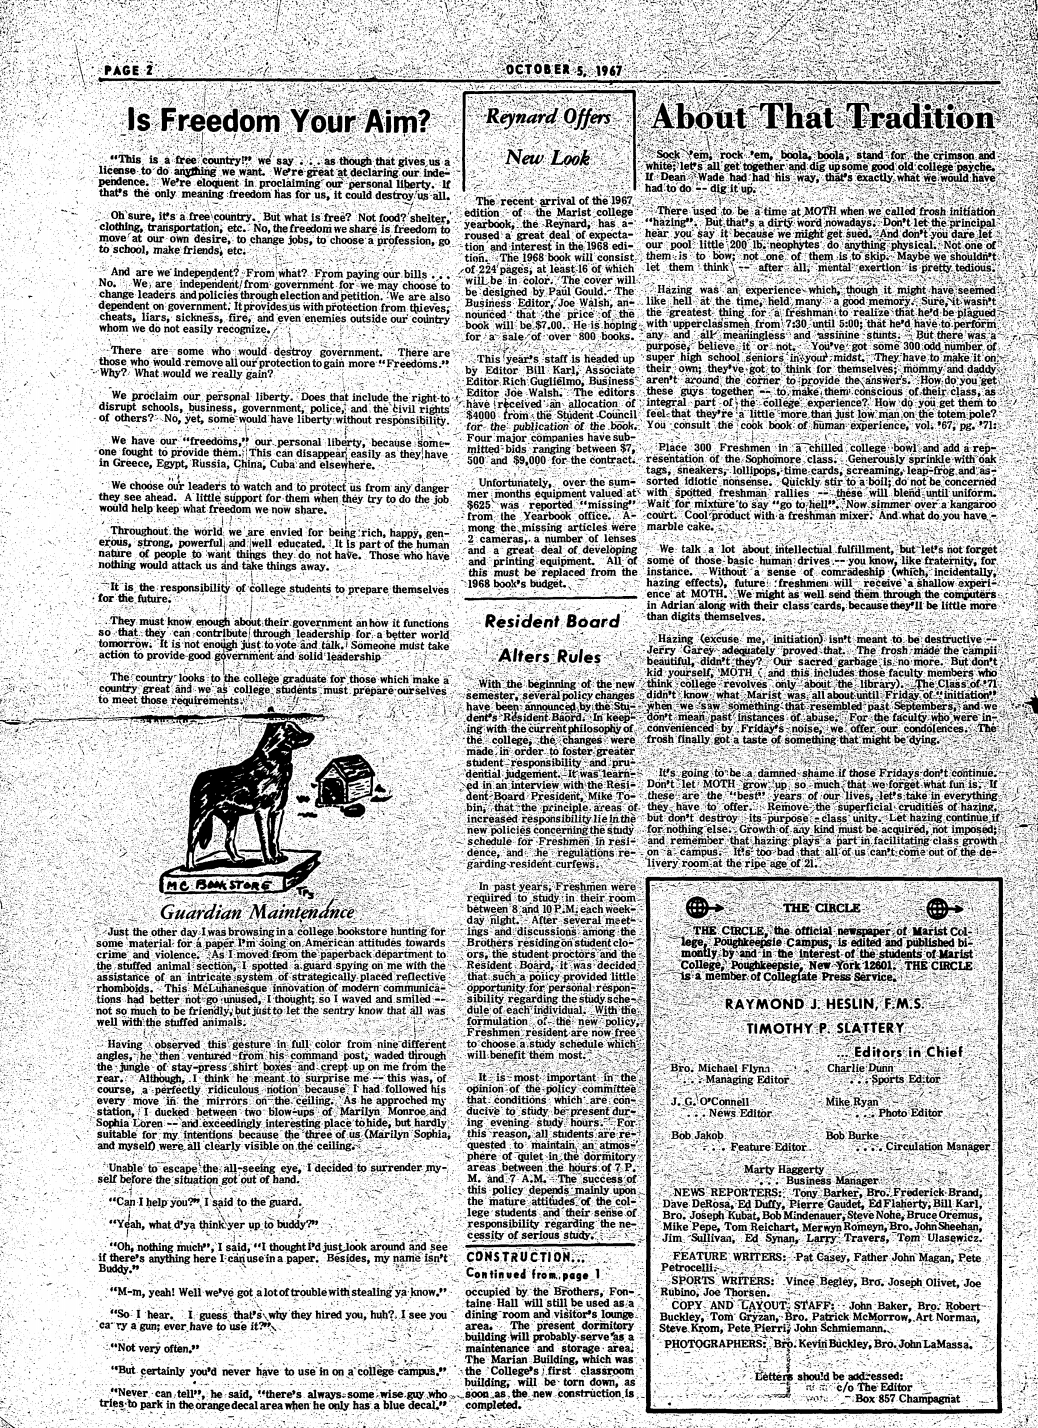 PAGE 2
OCTOBER 5, 1967
Is Freedom Your Aim?
"This is a free country!" we say . . . as though that gives us a
license to do anything we want. We're great at declaring our inde-
pendence. We're eloquent in proclaiming our personal liberty. If
that's the only meaning freedom has for us, it could destroy us all.
Oh sure, it's a free country. But what is free? Not food? shelter,
clothing, transportation, etc. No, the freedom we share is freedom to
move at our own desire, to change jobs, to choose a profession, go
to school, make friends, etc.
And are we independent? From what? From paying our bills . . .
No. We are independent from government for we may choose to
change leaders and policies through election and petition. We are also
dependent on government. It provides us with protection from thieves,
cheats, liars, sickness, fire, and even enemies outside our country
whom we do not easily recognize.
There are some who would destroy government. There are
those who would remove all our protection to gain more "Freedoms."
Why? What would we really gain?
We proclaim our personal liberty. Does that include the right to
disrupt schools, business, government, police, and the civil rights
of others? No, yet, some would have liberty without responsibility.
We have our "freedoms," our personal liberty, because some-
one fought to provide them. This can disappear easily as they have
in Greece, Egypt, Russia, China, Cuba and elsewhere.
We choose our leaders to watch and to protect us from any danger
they see ahead. A little support for them when they try to do the job
would help keep what freedom we now share.
Throughout the world we are envied for being rich, happy, gen-
erous, strong, powerful and well educated. It is part of the human
nature of people to want things they do not have. Those who have
nothing would attack us and take things away.
It is the responsibility of college students to prepare themselves
for the future.
They must know enough about their government an how it functions
so that they can contribute through leadership for a better world
tomorrow. It is not enough just to vote and talk. Someone must take
action to provide good government and solid leadership
The country looks to the college graduate for those which make a
country great and we as college students must prepare ourselves
to meet those requirements.
MC BOOKSTORE
TPS
Guardian Maintendnce
Just the other day I was browsing in a college bookstore hunting for
some material for a paper I'm doing on American attitudes towards
crime and violence. As I moved from the paperback department to
the stuffed animal section, I spotted a guard spying on me with the
assistance of an intricate system of strategically placed reflective
rhomboids. This McLuhanesque innovation of modern communica-
tions had better not go unused, I thought; so I waved and smiled --
not so much to be friendly, but just to let the sentry know that all was
well with the stuffed animals.
Having observed this gesture in full color from nine different
angles, he then ventured from his command post, waded through
the jungle of stay-press shirt boxes and crept up on me from the
rear. Although, I think he meant to surprise me -- this was, of
course, a perfectly ridiculous notion because I had followed his
every move in the mirrors on the ceiling. As he approched my
station, I ducked between two blow-ups of Marilyn Monroe and
Sophia Loren -- and exceedingly interesting place to hide, but hardly
suitable for my intentions because the three of us (Marilyn Sophia,
and myself) were all clearly visible on the ceiling.
Unable to escape the all-seeing eye, I decided to surrender my-
self before the situation got out of hand.
"Can I help you?" I said to the guard.
"Yeah, what d'ya think yer up to buddy?"
"Oh, nothing much", I said, "I thought I'd just look around and see
if there's anything here I can use in a paper. Besides, my name isn't
Buddy."
"M-m, yeah! Well we've got a lot of trouble with stealing ya know."
"So I hear. I guess that's why they hired you, huh?. I see you
carry a gun; ever have to use it?"
"Not very often."
"But certainly you'd never have to use in on a college campus."
"Never can tell", he said, "there's always some wise guy who
tries to park in the orange decal area when he only has a blue decal."
Reynard Offers
New Look
The recent arrival of the 1967
edition of the Marist college
yearbook, the Reynard, has a-
roused a great deal of expecta-
tion and interest in the 1968 edi-
tion. The 1968 book will consist
of 224 pages, at least 16 of which
will be in color. The cover will
be designed by Paul Gould. The
Business Editor, Joe Walsh, an-
nounced that the price of the
book will be $7.00. He is hoping
for a sale of over 800 books.
This year's staff is headed up
by Editor Bill Karl, Associate
Editor Rich Guglielmo, Business
Editor Joe Walsh. The editors
have received an allocation of
$4000 from the Student Council
for the publication of the book.
Four major companies have sub-
mitted bids ranging between $7,
500 and $9,000 for the contract.
Unfortunately, over the sum-
mer months equipment valued at
$625 was reported "missing"
from the Yearbook office. A-
mong the missing articles were
2 cameras, a number of lenses
and a great deal of developing
and printing equipment. All of
this must be replaced from the
1968 book's budget.
Resident Board
Alters Rules
With the beginning of the new
semester, several policy changes
have been announced by the Stu-
dent's Resident Baord. In keep-
ing with the current philosophy of
the college, the changes were
made in order to foster greater
student responsibility and pru-
dential judgement. It was learn-
ed in an interview with the Resi-
dent Board President, Mike To-
bin, that the principle areas of
increased responsibility lie in the
new policies concerning the study
schedule for Freshmen in resi-
dence, and the regulations re-
garding resident curfews.
In past years, Freshmen were
required to study in their room
between 8 and 10 P.M. each week-
day night. After several meet-
ings and discussions among the
Brothers residing on student clo-
ors, the student proctors and the
Resident Board, it was decided
that such a policy provided little
opportunity for personal respon-
sibility regarding the study sche-
dule of each individual. With the
formulation of the new policy,
Freshmen resident are now free
to choose a study schedule which
will benefit them most.
It is most important in the
opinion of the policy committee
that conditions which are con-
ducive to study be present dur-
ing evening study hours. For
this reason, all students are re-
quested to maintain an atmos-
phere of quiet in the dormitory
areas between the hours of 7 P.
M. and 7 A.M. The success of
this policy depends mainly upon
the mature attitudes of the col-
lege students and their sense of
responsibility regarding the ne-
cessity of serious study.
CONSTRUCTION...
Continued from page 1
occupied by the Brothers, Fon-
taine Hall will still be used as a
dining room and visitor's lounge
area. The present dormitory
building will probably serve as a
maintenance and storage area.
The Marian Building, which was
the College's first classroom
building, will be torn down, as
soon as the new construction is
completed.
About That Tradition
Sock 'em, rock 'em, boola, boola, stand for the crimson and
white; let's all get together and dig up some good old college psyche.
If Dean Wade had had his way, that's exactly what we would have
had to do -- dig it up.
There used to be a time at MOTH when we called frosh initiation
"hazing". But that's a dirty word nowadays. Don't let the principal
hear you say it because we might get sued. And don't you dare let
our pool little 200 lb. neophytes do anything physical. Not one of
them is to bow; not one of them is to skip. Maybe we shouldn't
let them think -- after all, mental exertion is pretty tedious.
Hazing was an experience which, though it might have seemed
like hell at the time, held many a good memory. Sure, it wasn't
the greatest thing for a freshman to realize that he'd be plagued
with upperclassmen from 7:30 until 5:00; that he'd have to perform
any and all meaningless and assinine stunts. But there was a
purpose, believe it or not. You've got some 300 odd number of
super high school seniors in your midst. They have to make it on
their own; they've got to think for themselves; mommy and daddy
aren't around the corner to provide the answers. How do you get
these guys together -- to make them conscious of their class, as
integral part of the college experience? How do you get them to
feel that they're a little more than just low man on the totem pole?
You consult the cook book of human experience, vol. '67, pg. '71:
Place 300 Freshmen in a chilled college bowl and add a rep-
resentation of the Sophomore class. Generously sprinkle with oak
tags, sneakers, lollipops, time cards, screaming, leap-frog and as-
sorted idiotic nonsense. Quickly stir to a boil; do not be concerned
with spotted freshman rallies -- these will blend until uniform.
Wait for mixture to say "go to hell". Now simmer over a kangaroo
court. Cool product with a freshman mixer. And what do you have -
marble cake.
We talk a lot about intellectual fulfillment, but let's not forget
some of those basic human drives -- you know, like fraternity, for
instance. Without a sense of comradeship (which, incidentally,
hazing effects), future freshmen will receive a shallow experi-
ence at MOTH. We might as well send them through the computers
in Adrian along with their class cards, because they'll be little more
than digits themselves.
Hazing (excuse me, initiation) isn't meant to be destructive --
Jerry Garey adequately proved that. The frosh made the campii
beautiful, didn't they? Our sacred garbage is no more. But don't
kid yourself, MOTH ( and this includes those faculty members who
think college revolves only about the library). The Class of '71
didn't know what Marist was all about until Friday of "initiation"
when we saw something that resembled past Septembers, and we
don't mean past instances of abuse. For the faculty who were in-
convenienced by Friday's noise, we offer our condolences. The
frosh finally got a taste of something that might be dying.
It's going to be a damned shame if those Fridays don't continue.
Don't let MOTH grow up so much that we forget what fun is. If
these are the "best" years of our lives, let's take in everything
they have to offer. Remove the superficial crudities of hazing,
but don't destroy its purpose - class unity. Let hazing continue if
for nothing else. Growth of any kind must be acquired, not imposed;
and remember that hazing plays a part in facilitating class growth
on a campus. It's too bad that all of us can't come out of the de-
livery room at the ripe age of 21.
THE CIRCLE
THE CIRCLE, the official newspaper of Marist Col-
lege, Poughkeepsie Campus, is edited and published bi-
montly by and in the interest of the students of Marist
College, Poughkeepsie, New York 12601. THE CIRCLE
is a member of Collegiate Press Service.
RAYMOND J. HESLIN, F.M.S.
TIMOTHY P. SLATTERY
... Editors in Chief
Bro. Michael Flynn
. . . . Managing Editor
Charlie Dunn
. . . . Sports Editor
J. G. O'Connell
. . . News Editor
Mike Ryan
. . . Photo Editor
Bob Jakob
. . . . Feature Editor
Bob Burke
. . . . Circulation Manager
Marty Haggerty
. . . Business Manager
NEWS REPORTERS: Tony Barker, Bro. Frederick Brand,
Dave DeRosa, Ed Duffy, Pierre Gaudet, Ed Flaherty, Bill Karl,
Bro. Joseph Kubat, Bob Mindenauer, Steve Nohe, Bruce Oremus,
Mike Pepe, Tom Reichart, Merwyn Romeyn, Bro. John Sheehan,
Jim Sullivan, Ed Synan, Larry Travers, Tom Ulasewicz.
FEATURE WRITERS: Pat Casey, Father John Magan, Pete
Petrocelli.
SPORTS WRITERS: Vince Begley, Bro. Joseph Olivet, Joe
Rubino, Joe Thorsen.
COPY AND LAYOUT STAFF: John Baker, Bro. Robert
Buckley, Tom Gryzan, Bro. Patrick McMorrow, Art Norman,
Steve Krom, Pete Pierri, John Schmiemann.
PHOTOGRAPHERS: Bro. Kevin Buckley, Bro. John LaMassa.
Letters should be addressed:
c/o The Editor
Box 857 Champagnat